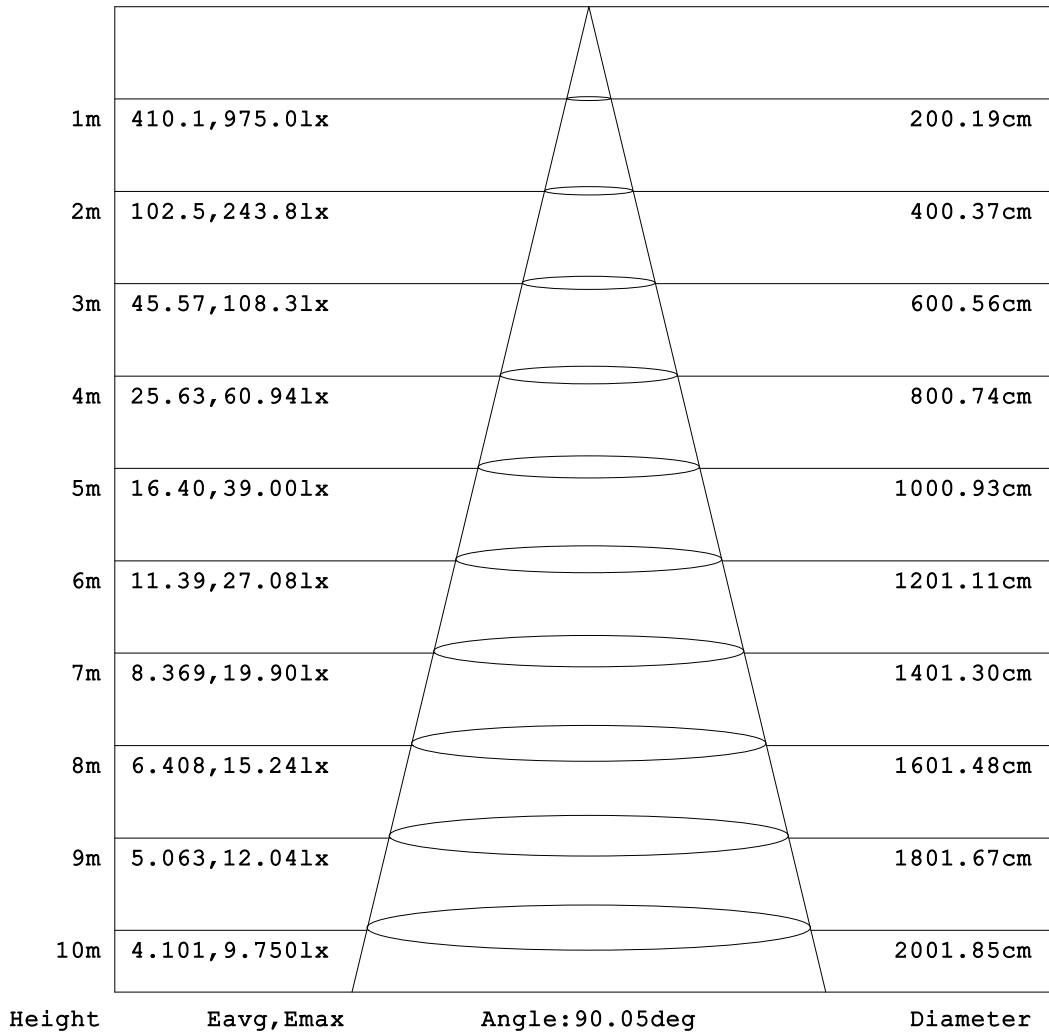 1m 410.1,975.0lx 200.19cm
2m 102.5,243.8lx 400.37cm
3m 45.57,108.3lx 600.56cm
4m 25.63,60.94lx 800.74cm
5m 16.40,39.00lx 1000.93cm
6m 11.39,27.08lx 1201.11cm
7m 8.369,19.90lx 1401.30cm
8m 6.408,15.24lx 1601.48cm
9m 5.063,12.04lx 1801.67cm
10m 4.101,9.750lx 2001.85cm
Height Eavg,Emax Angle:90.05deg Diameter